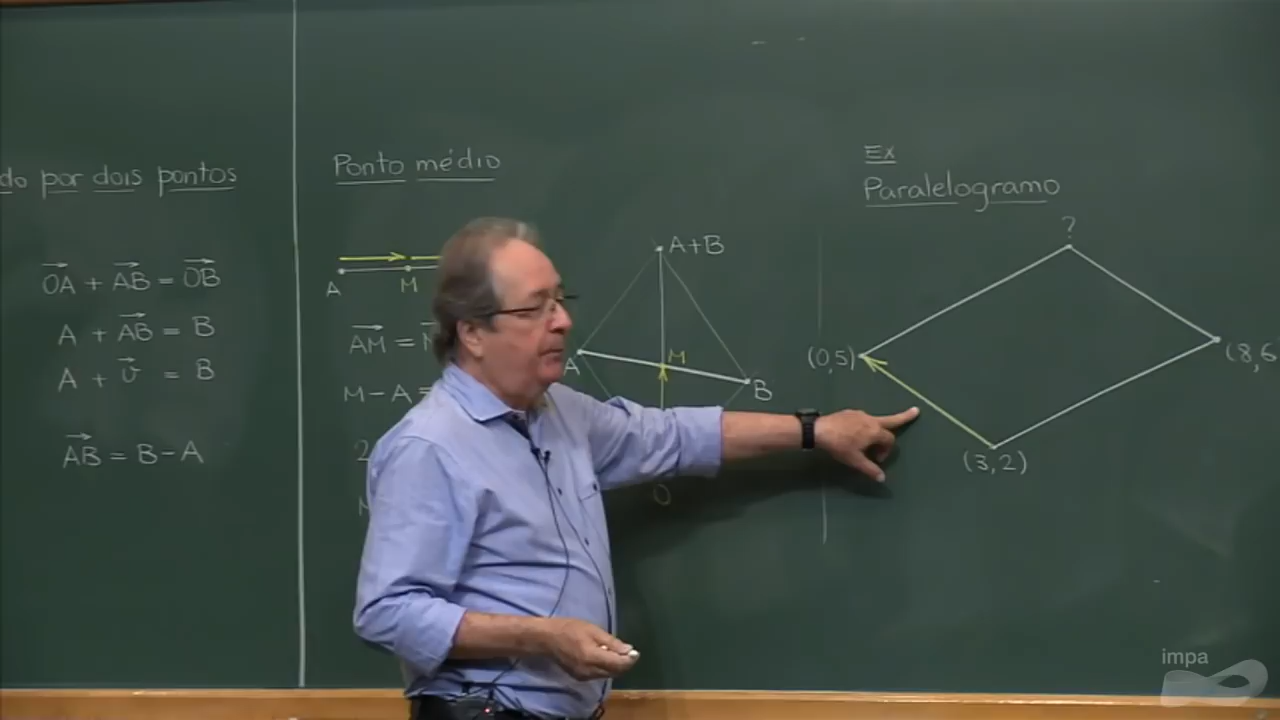 do por dois pontos
OA + AB = OB
A + AB = B
A + v = B
AB = B - A
Ponto médio
A M
AM =
M - A =
2
A+B
A
M
B
O
Ex
Paralelogramo
?
(0,5)
(8,6
(3,2)
impa